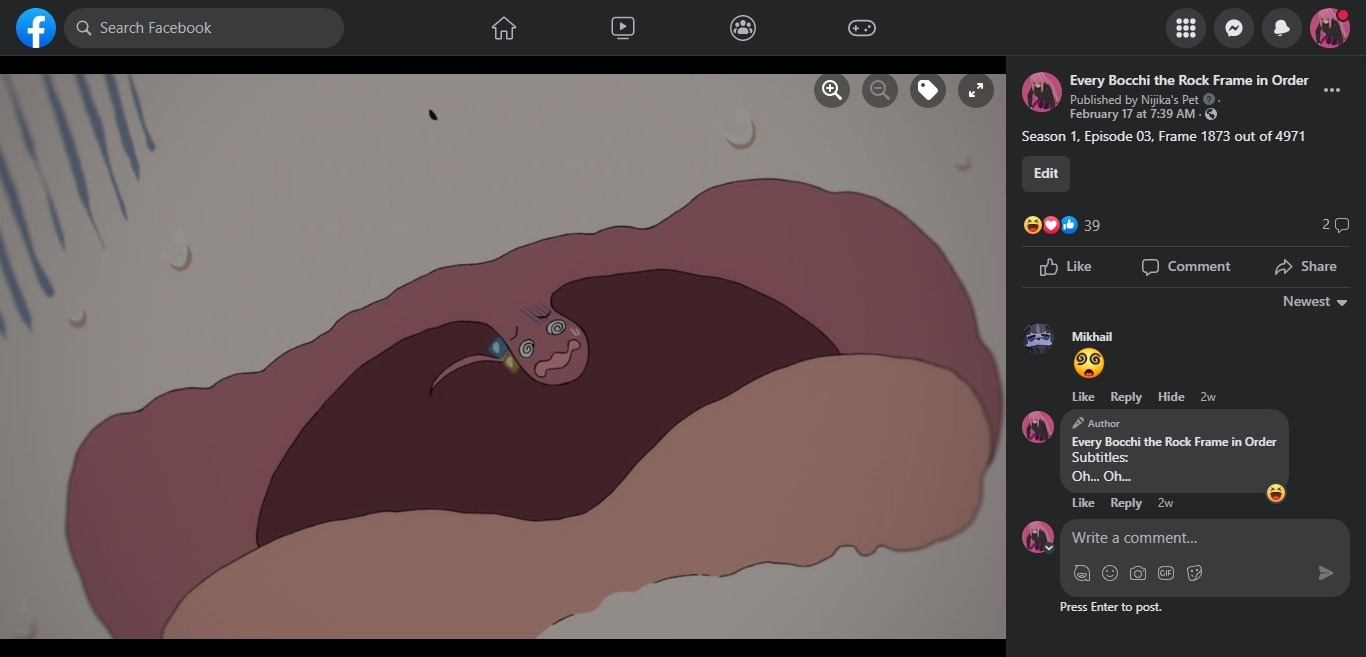 Search Facebook
Every Bocchi the Rock Frame in Order
Published by Nijika's Pet ·
February 17 at 7:39 AM ·
Season 1, Episode 03, Frame 1873 out of 4971
Edit
39
2
Like Comment Share
Newest
Mikhail
Like Reply Hide 2w
Author
Every Bocchi the Rock Frame in Order
Subtitles:
Oh... Oh...
Like Reply 2w
Write a comment...
GIF
Press Enter to post.